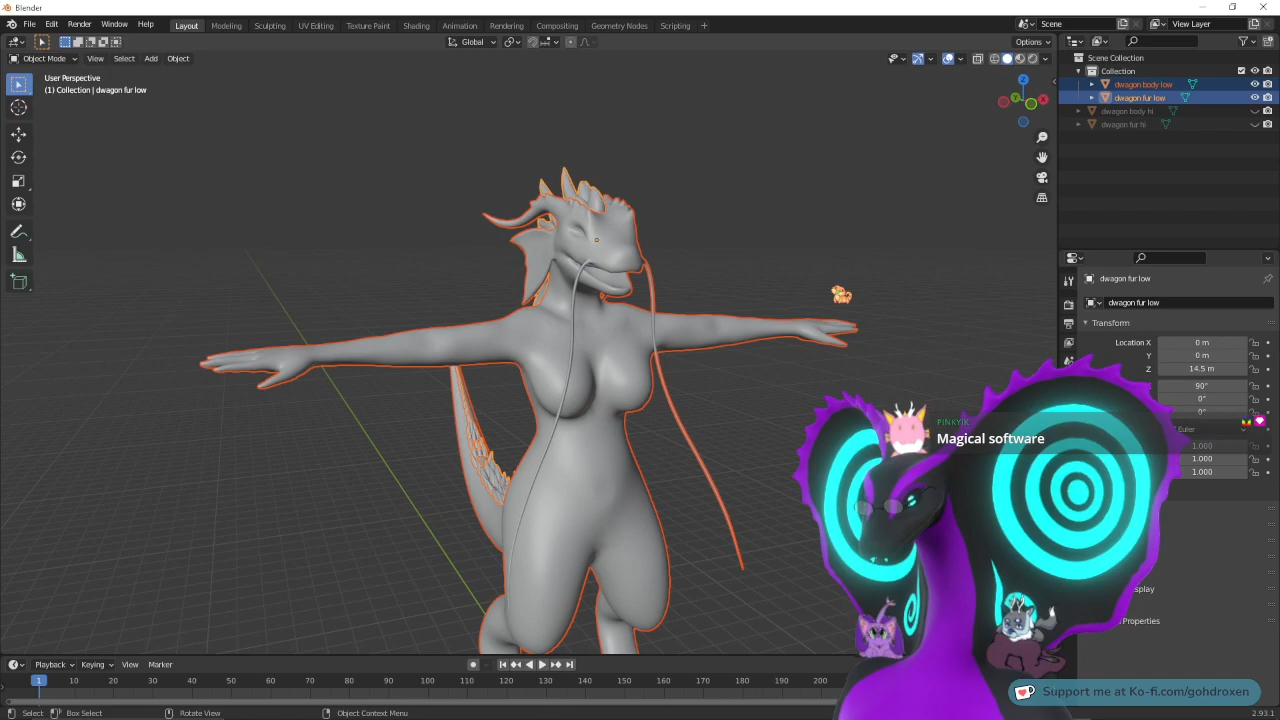 Blender
File Edit Render Window Help
Layout Modeling Sculpting UV Editing Texture Paint Shading Animation Rendering Compositing Geometry Nodes Scripting +
Scene
View Layer
Global
Options
Object Mode View Select Add Object
User Perspective
(1) Collection | dwagon fur low
Z
X
Y
Scene Collection
Collection
dwagon body low
dwagon fur low
dwagon body hi
dwagon fur hi
dwagon fur low
dwagon fur low
Transform
Location X 0 m
Y 0 m
Z 14.5 m
90°
0°
0°
Euler
1.000
1.000
1.000
PINKYIK
Magical software
Properties
Playback Keying View Marker
1 10 20 30 40 50 60 70 80 90 100 110 120 130 140 150 160 170 180 190 200
Select Box Select Rotate View Object Context Menu
Support me at Ko-fi.com/gohdroxen
2.93.1